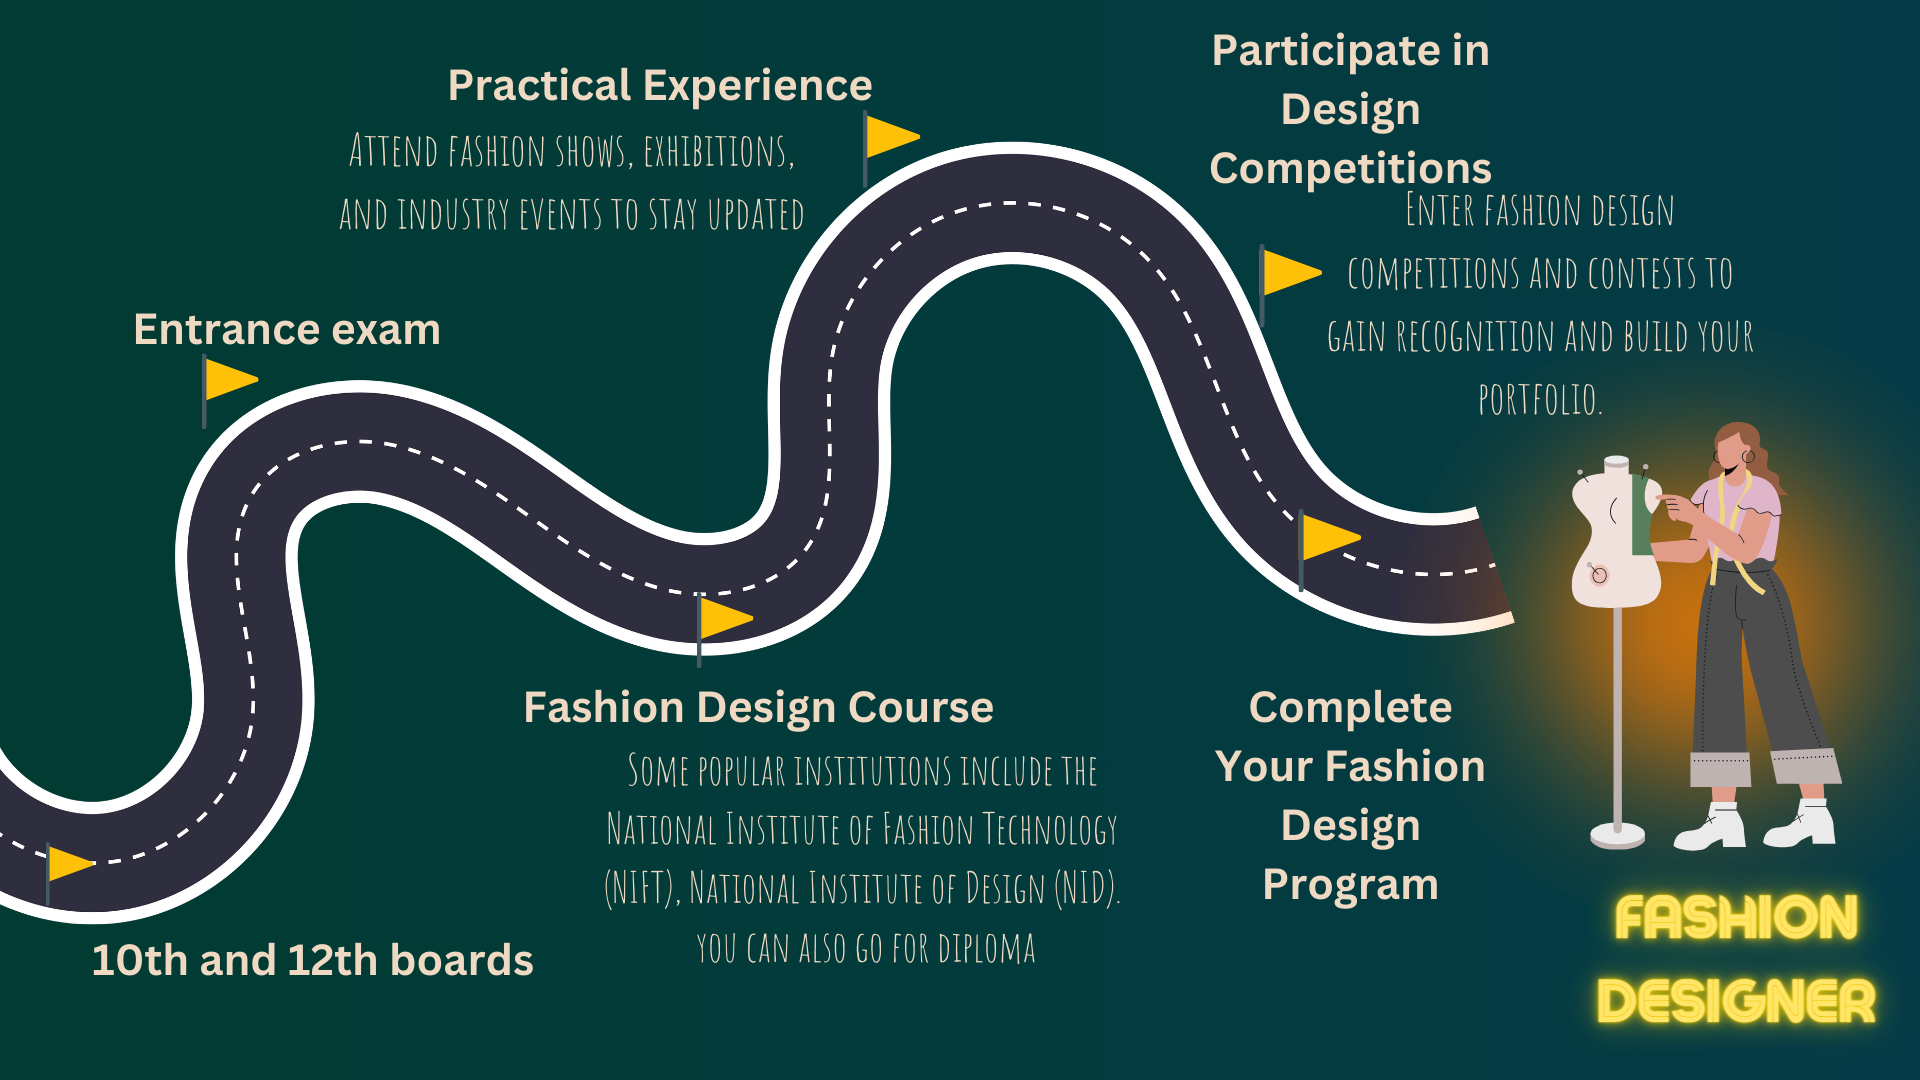 Participate in
Design
Competitions
Enter fashion design
competitions and contests to
gain recognition and build your
portfolio.
Practical Experience
Attend fashion shows, exhibitions,
and industry events to stay updated
Entrance exam
Fashion Design Course
Some popular institutions include the
National Institute of Fashion Technology
(NIFT), National Institute of Design (NID).
you can also go for diploma
Complete
Your Fashion
Design
Program
10th and 12th boards
FASHION
DESIGNER